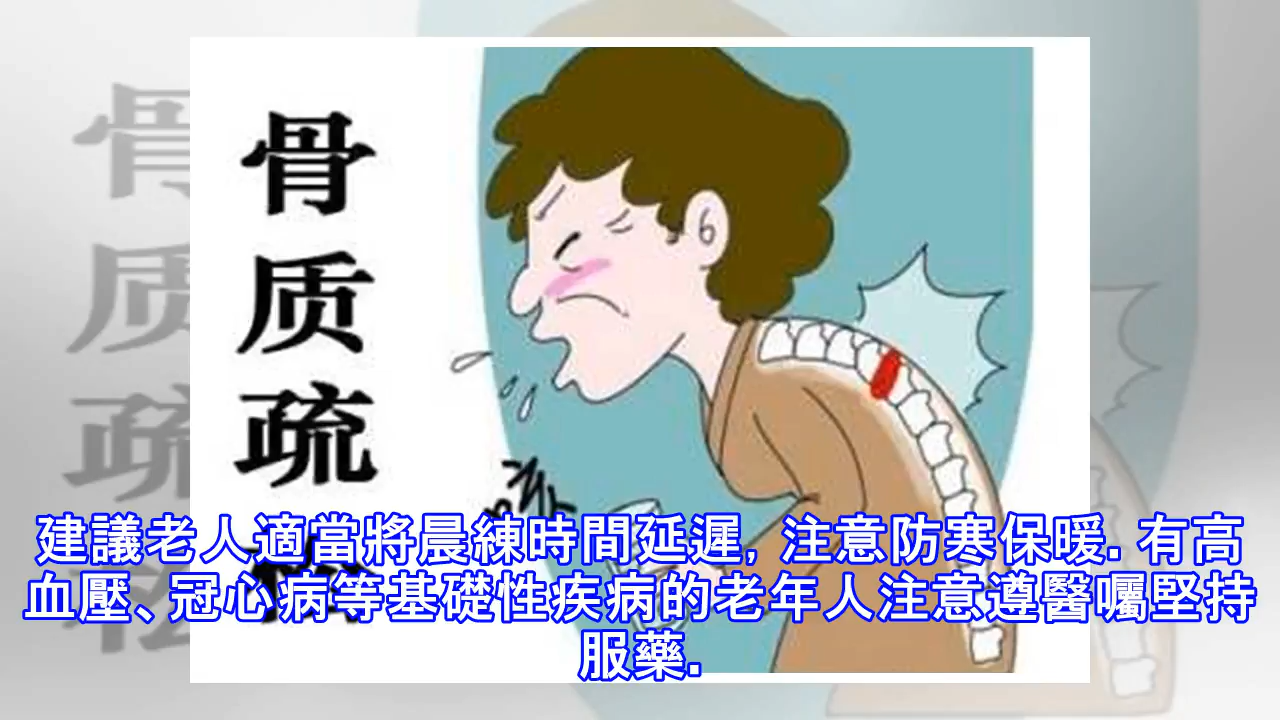 骨
质
疏
松
建議老人適當將晨練時間延遲, 注意防寒保暖. 有高
血壓、冠心病等基礎性疾病的老年人注意遵醫囑堅持
服藥.